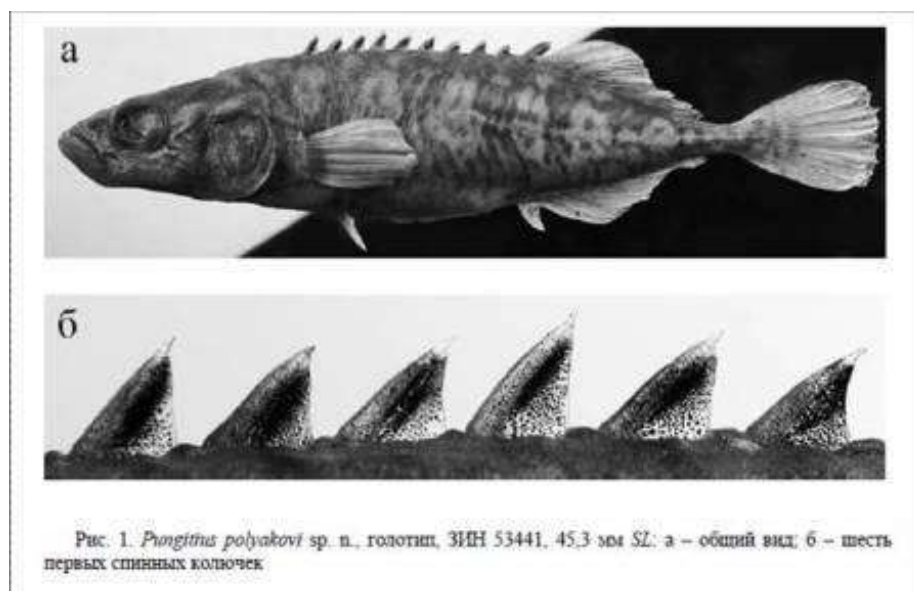 а
б
Рис. 1. Pungitius polyakovi sp. n., голотип, ЗИН 53441, 45,3 мм SL: а – общий вид; б – шесть
первых спинных колючек